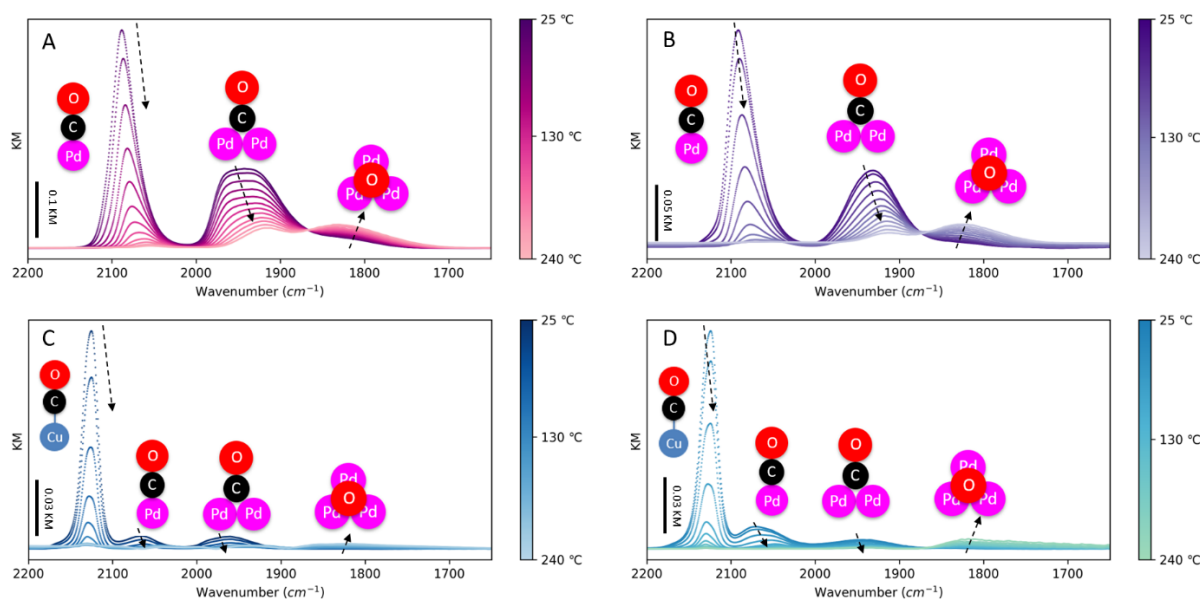 A
O
C
Pd
O
C
Pd Pd
Pd
O
Pd Pd
KM
0.1 KM
2200 2100 2000 1900 1800 1700
Wavenumber (cm⁻¹)
25 °C
130 °C
240 °C
B
O
C
Pd
O
C
Pd Pd
Pd
O
Pd Pd
KM
0.05 KM
2200 2100 2000 1900 1800 1700
Wavenumber (cm⁻¹)
25 °C
130 °C
240 °C
C
O
C
Cu
O
C
Pd
O
C
Pd Pd
Pd
O
Pd Pd
KM
0.03 KM
2200 2100 2000 1900 1800 1700
Wavenumber (cm⁻¹)
25 °C
130 °C
240 °C
D
O
C
Cu
O
C
Pd
O
C
Pd Pd
Pd
O
Pd Pd
KM
0.03 KM
2200 2100 2000 1900 1800 1700
Wavenumber (cm⁻¹)
25 °C
130 °C
240 °C